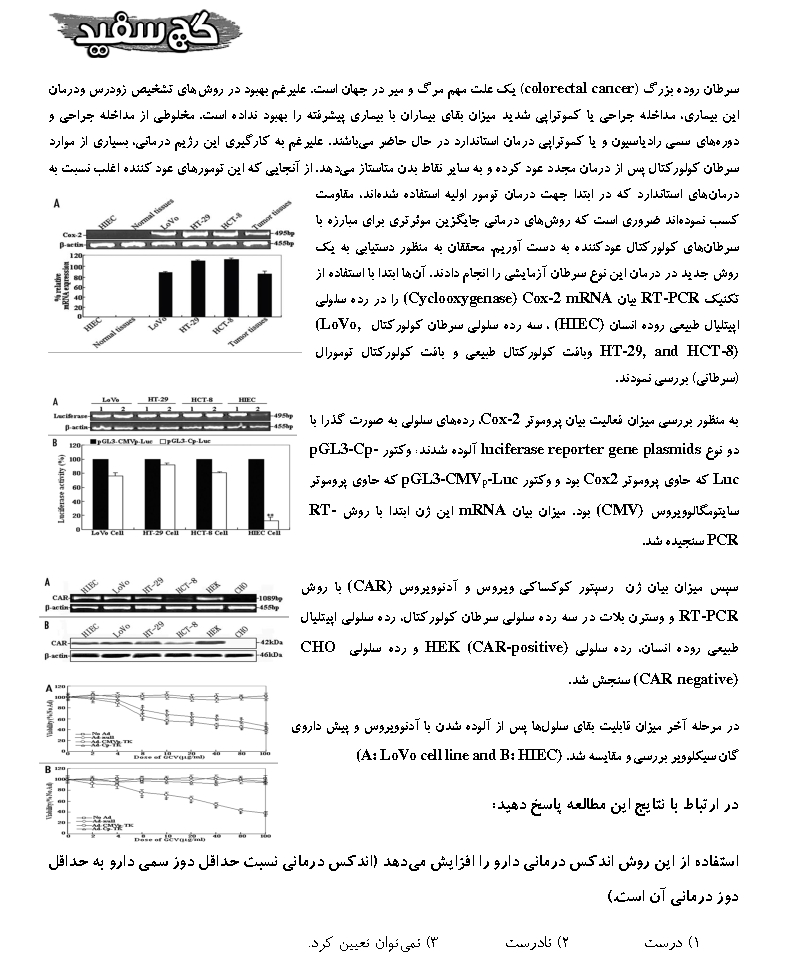 گچ سفید
سرطان روده بزرگ (colorectal cancer) یک علت مهم مرگ و میر در جهان است. علیرغم بهبود در روش‌های تشخیص زودرس ودرمان
این بیماری، مداخله جراحی یا کموتراپی شدید میزان بقای بیماران با بیماری پیشرفته را بهبود نداده است. مخلوطی از مداخله جراحی و
دوره‌های سمی رادیاسیون و یا کموتراپی درمان استاندارد در حال حاضر می‌باشند. علیرغم به کارگیری این رژیم درمانی، بسیاری از موارد
سرطان کولورکتال پس از درمان مجدد عود کرده و به سایر نقاط بدن متاستاز می‌دهد. از آنجایی که این تومورهای عود کننده اغلب نسبت به
درمان‌های استاندارد که در ابتدا جهت درمان تومور اولیه استفاده شده‌اند، مقاومت
کسب نموده‌اند ضروری است که روش‌های درمانی جایگزین موثرتری برای مبارزه با
سرطان‌های کولورکتال عودکننده به دست آوریم. محققان به منظور دستیابی به یک
روش جدید در درمان این نوع سرطان آزمایشی را انجام دادند. آن‌ها ابتدا با استفاده از
تکنیک RT-PCR بیان Cox-2 mRNA (Cyclooxygenase) را در رده سلولی
اپیتلیال طبیعی روده انسان (HIEC) ، سه رده سلولی سرطان کولورکتال (LoVo,
HT-29, and HCT-8) وبافت کولورکتال طبیعی و بافت کولورکتال تومورال
(سرطانی) بررسی نمودند.
A
HIEC
Normal tissues
LoVo
HT-29
HCT-8
Tumor tissues
Cox-2
495bp
β-actin
455bp
% relative mRNA expression
100
80
60
40
20
0
HIEC
Normal tissues
LoVo
HT-29
HCT-8
Tumor tissues
به منظور بررسی میزان فعالیت بیان پروموتر Cox-2، رده‌های سلولی به صورت گذرا با
دو نوع luciferase reporter gene plasmids آلوده شدند؛ وکتور pGL3-Cp-
Luc که حاوی پروموتر Cox2 بود و وکتور pGL3-CMVp-Luc که حاوی پروموتر
سایتومگالوویروس (CMV) بود. میزان بیان mRNA این ژن ابتدا با روش RT-
PCR سنجیده شد.
A
LoVo HT-29 HCT-8 HIEC
1 2 1 2 1 2 1 2
Luciferase
495bp
β-actin
455bp
B
pGL3-CMVp-Luc pGL3-Cp-Luc
Luciferase activity (%)
120
100
80
60
40
20
0
**
LoVo Cell HT-29 Cell HCT-8 Cell HIEC Cell
سپس میزان بیان ژن رسپتور کوکساکی ویروس و آدنوویروس (CAR) با روش
RT-PCR و وسترن بلات در سه رده سلولی سرطان کولورکتال، رده سلولی اپیتلیال
طبیعی روده انسان، رده سلولی HEK (CAR-positive) و رده سلولی CHO
(CAR negative) سنجش شد.
A
HIEC LoVo HT-29 HCT-8 HEK CHO
CAR
1089bp
β-actin
455bp
B
HIEC LoVo HT-29 HCT-8 HEK CHO
CAR
42kDa
β-actin
46kDa
در مرحله آخر میزان قابلیت بقای سلول‌ها پس از آلوده شدن با آدنوویروس و پیش داروی
گان سیکلوویر بررسی و مقایسه شد. (A: LoVo cell line and B: HIEC)
A
Viability(% No Ad)
120
100
80
60
40
20
0
No Ad
Ad-null
Ad-CMVp-TK
Ad-Cp-TK
0 2 4 8 10 20 40 80 100
Dose of GCV(μg/ml)
B
Viability(% No Ad)
120
100
80
60
40
20
0
No Ad
Ad-null
Ad-CMVp-TK
Ad-Cp-TK
0 2 4 8 10 20 40 80 100
Dose of GCV(μg/ml)
در ارتباط با نتایج این مطالعه پاسخ دهید:
استفاده از این روش اندکس درمانی دارو را افزایش می‌دهد (اندکس درمانی نسبت حداقل دوز سمی دارو به حداقل
دوز درمانی آن است.)
۱) درست ۲) نادرست ۳) نمی‌توان تعیین کرد.